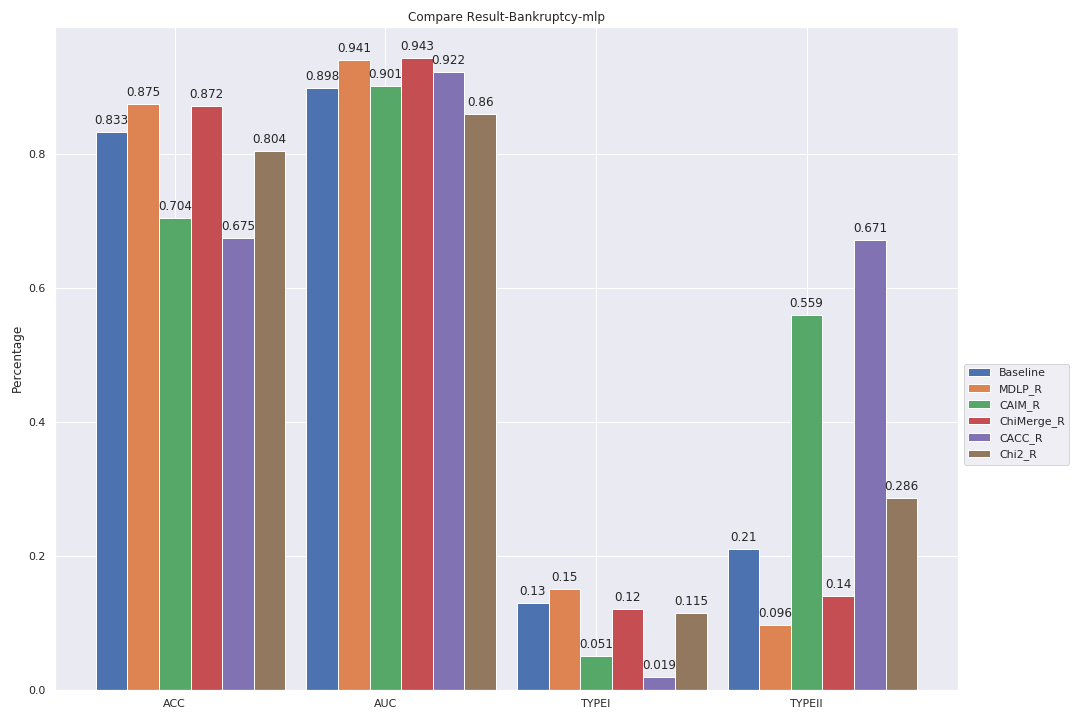 Compare Result-Bankruptcy-mlp
Percentage
0.8
0.6
0.4
0.2
0.0
0.833
0.875
0.704
0.872
0.675
0.804
0.898
0.941
0.901
0.943
0.922
0.86
0.13
0.15
0.051
0.12
0.019
0.115
0.21
0.096
0.559
0.14
0.671
0.286
ACC
AUC
TYPEI
TYPEII
Baseline
MDLP_R
CAIM_R
ChiMerge_R
CACC_R
Chi2_R